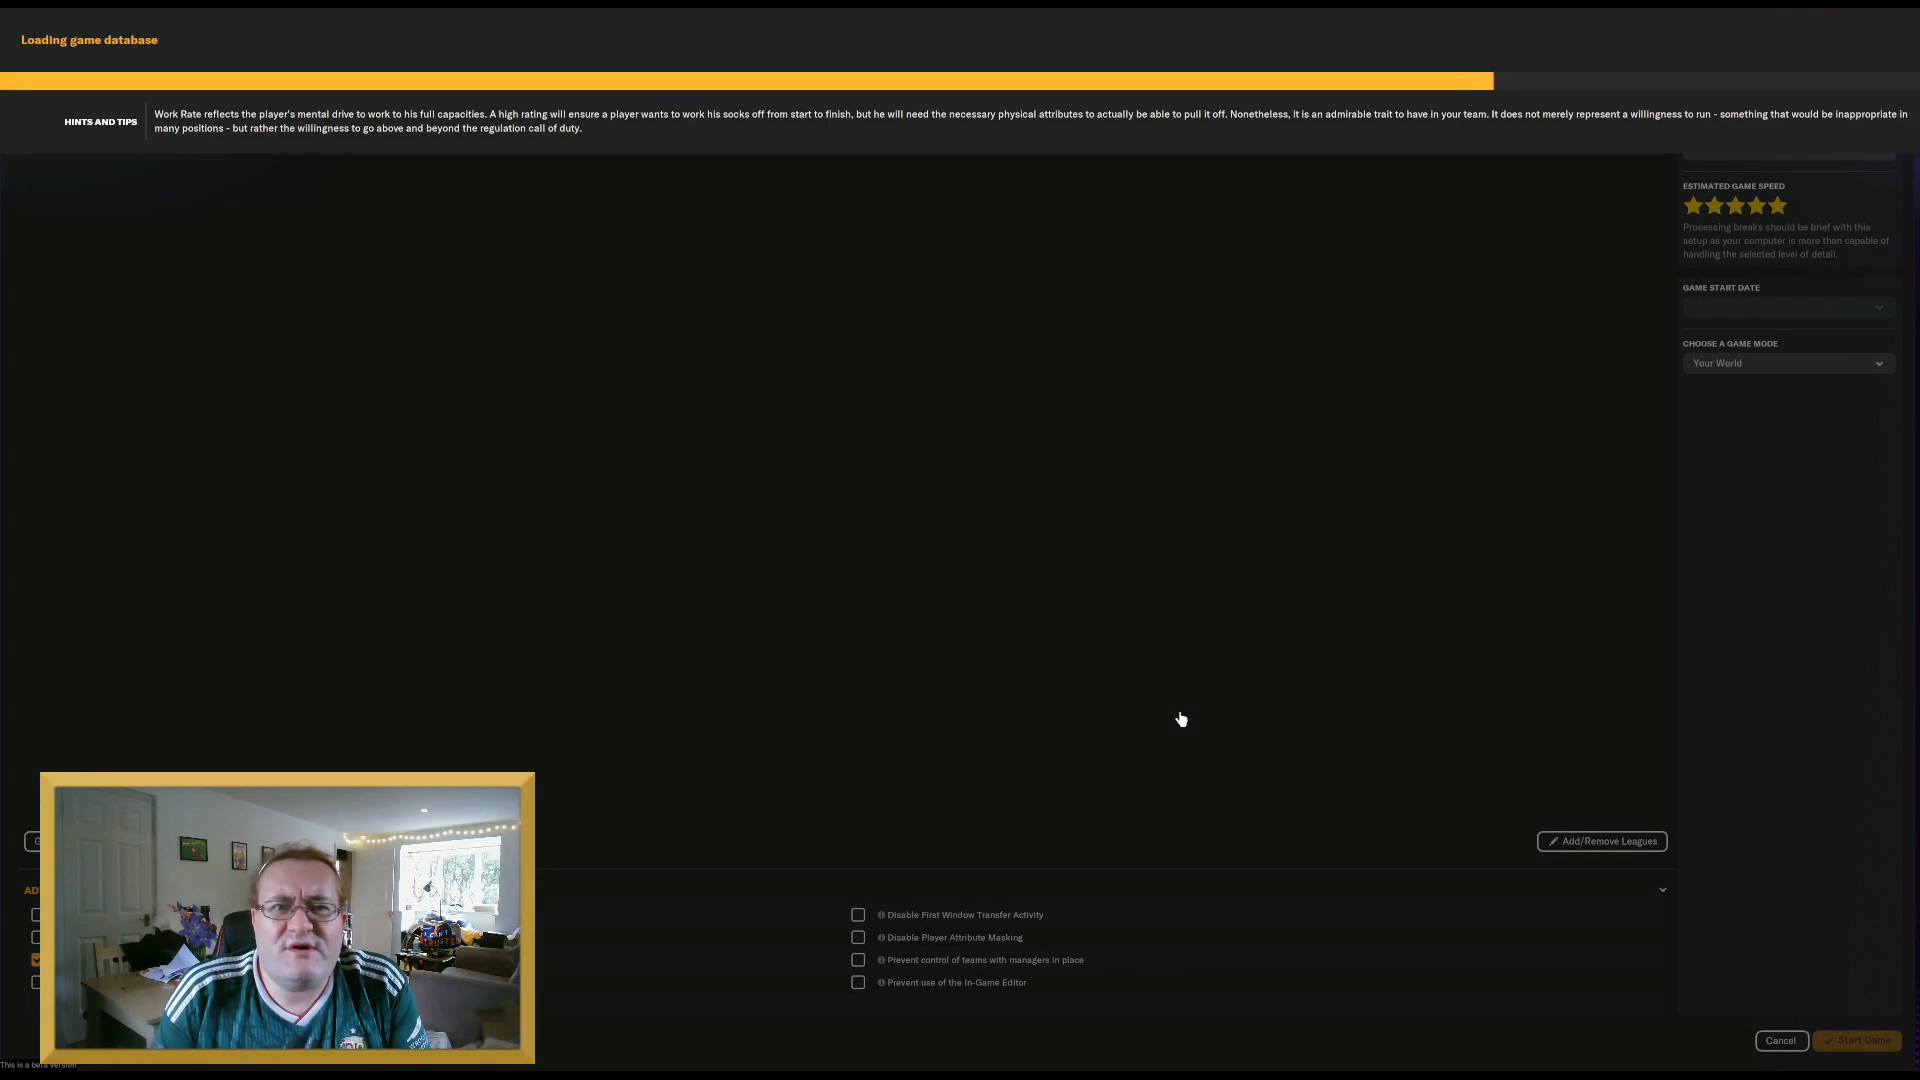 Loading game database
HINTS AND TIPS
Work Rate reflects the player's mental drive to work to his full capacities. A high rating will ensure a player wants to work his socks off from start to finish, but he will need the necessary physical attributes to actually be able to pull it off. Nonetheless, it is an admirable trait to have in your team. It does not merely represent a willingness to run - something that would be inappropriate in
many positions - but rather the willingness to go above and beyond the regulation call of duty.
ESTIMATED GAME SPEED
Processing breaks should be brief with this
setup as your computer is more than capable of
handling the selected level of detail.
GAME START DATE
CHOOSE A GAME MODE
Your World
Add/Remove Leagues
Disable First Window Transfer Activity
Disable Player Attribute Masking
Prevent control of teams with managers in place
Prevent use of the In-Game Editor
Cancel
Start Game
This is a beta version